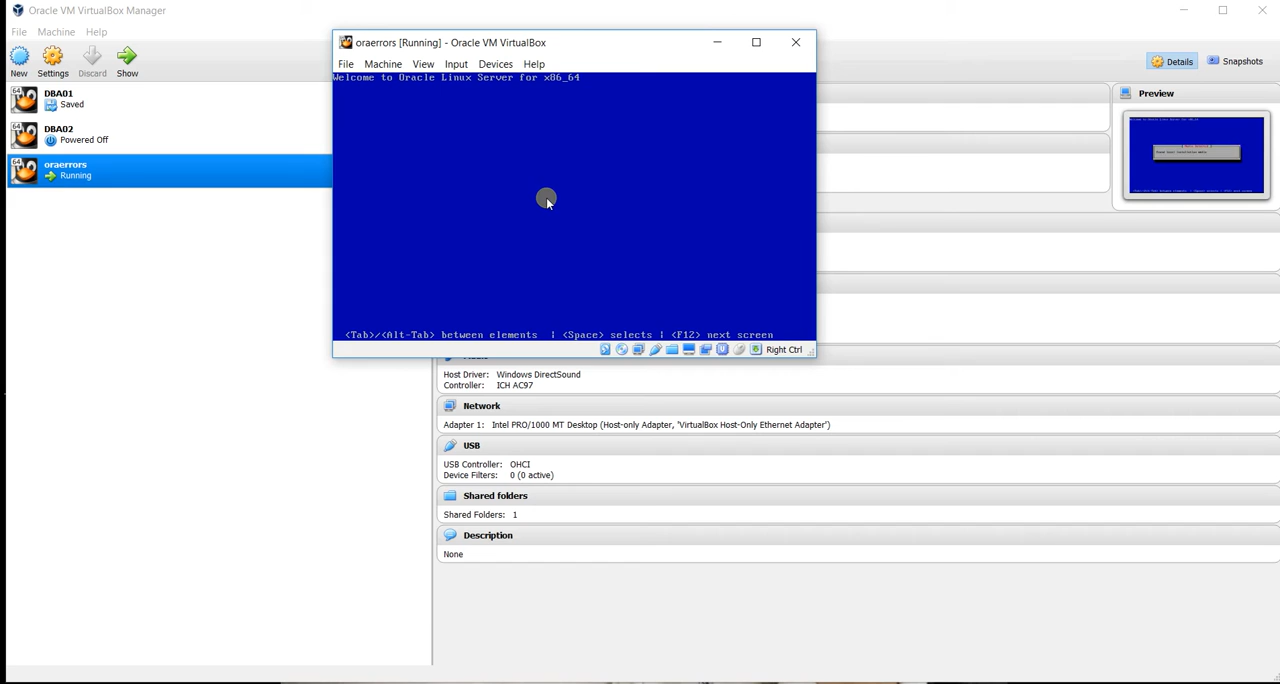 Oracle VM VirtualBox Manager
File Machine Help
New Settings Discard Show
Details Snapshots
64 DBA01
Saved
64 DBA02
Powered Off
64 oraerrors
Running
oraerrors [Running] - Oracle VM VirtualBox
File Machine View Input Devices Help
Welcome to Oracle Linux Server for x86_64
<Tab>/<Alt-Tab> between elements | <Space> selects | <F12> next screen
Right Ctrl
Preview
Host Driver: Windows DirectSound
Controller: ICH AC97
Network
Adapter 1: Intel PRO/1000 MT Desktop (Host-only Adapter, 'VirtualBox Host-Only Ethernet Adapter')
USB
USB Controller: OHCI
Device Filters: 0 (0 active)
Shared folders
Shared Folders: 1
Description
None